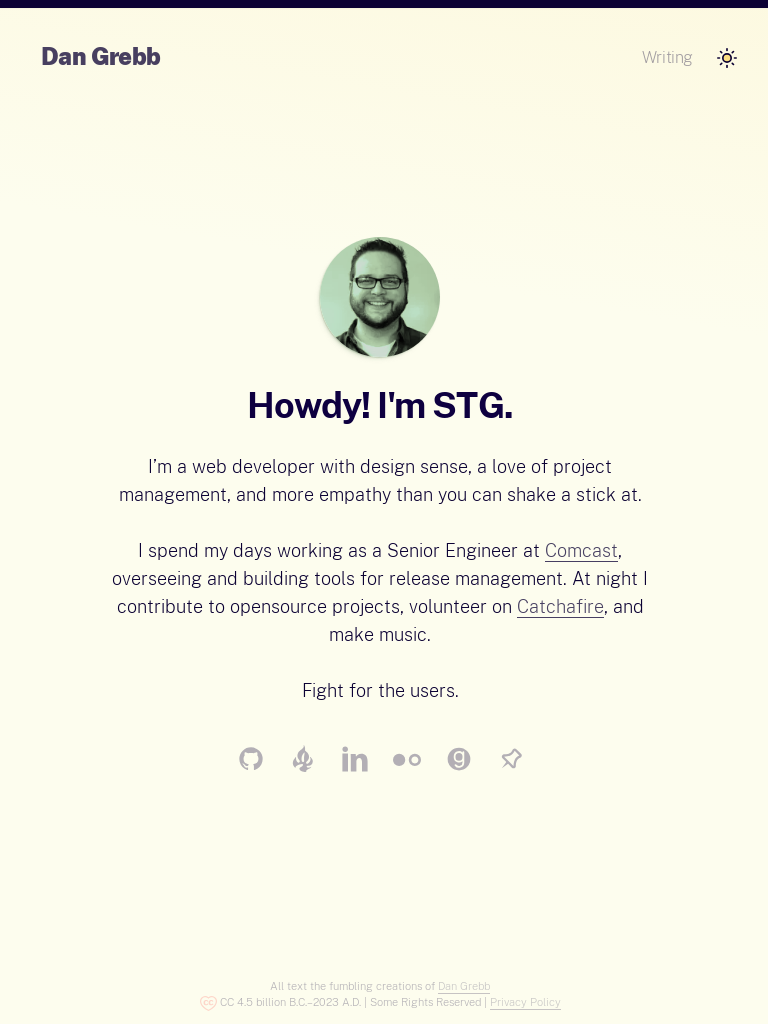 Dan Grebb
Writing
Howdy! I'm STG.
I’m a web developer with design sense, a love of project
management, and more empathy than you can shake a stick at.
I spend my days working as a Senior Engineer at Comcast,
overseeing and building tools for release management. At night I
contribute to opensource projects, volunteer on Catchafire, and
make music.
Fight for the users.
in
g
All text the fumbling creations of Dan Grebb
cc CC 4.5 billion B.C.–2023 A.D. | Some Rights Reserved | Privacy Policy